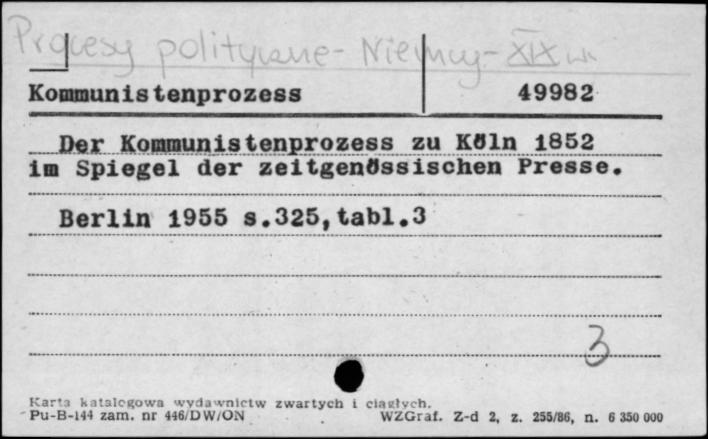 Procesy polityczne - Niemcy - XIX w.
Kommunistenprozess 49982
Der Kommunistenprozess zu Köln 1852
im Spiegel der zeitgenössischen Presse.
Berlin 1955 s.325,tabl.3
3
Karta katalogowa wydawnictw zwartych i ciągłych.
Pu-B-144 zam. nr 446/DW/ON WZGraf. Z-d 2, z. 255/86, n. 6 350 000